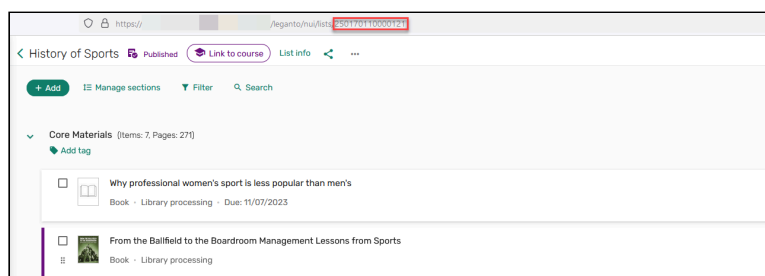 https:// /leganto/nui/lists/250170110000121
History of Sports Published Link to course List info ...
+ Add Manage sections Filter Search
Core Materials (Items: 7, Pages: 271)
Add tag
Why professional women's sport is less popular than men's
Book · Library processing · Due: 11/07/2023
From the Ballfield to the Boardroom Management Lessons from Sports
Book · Library processing